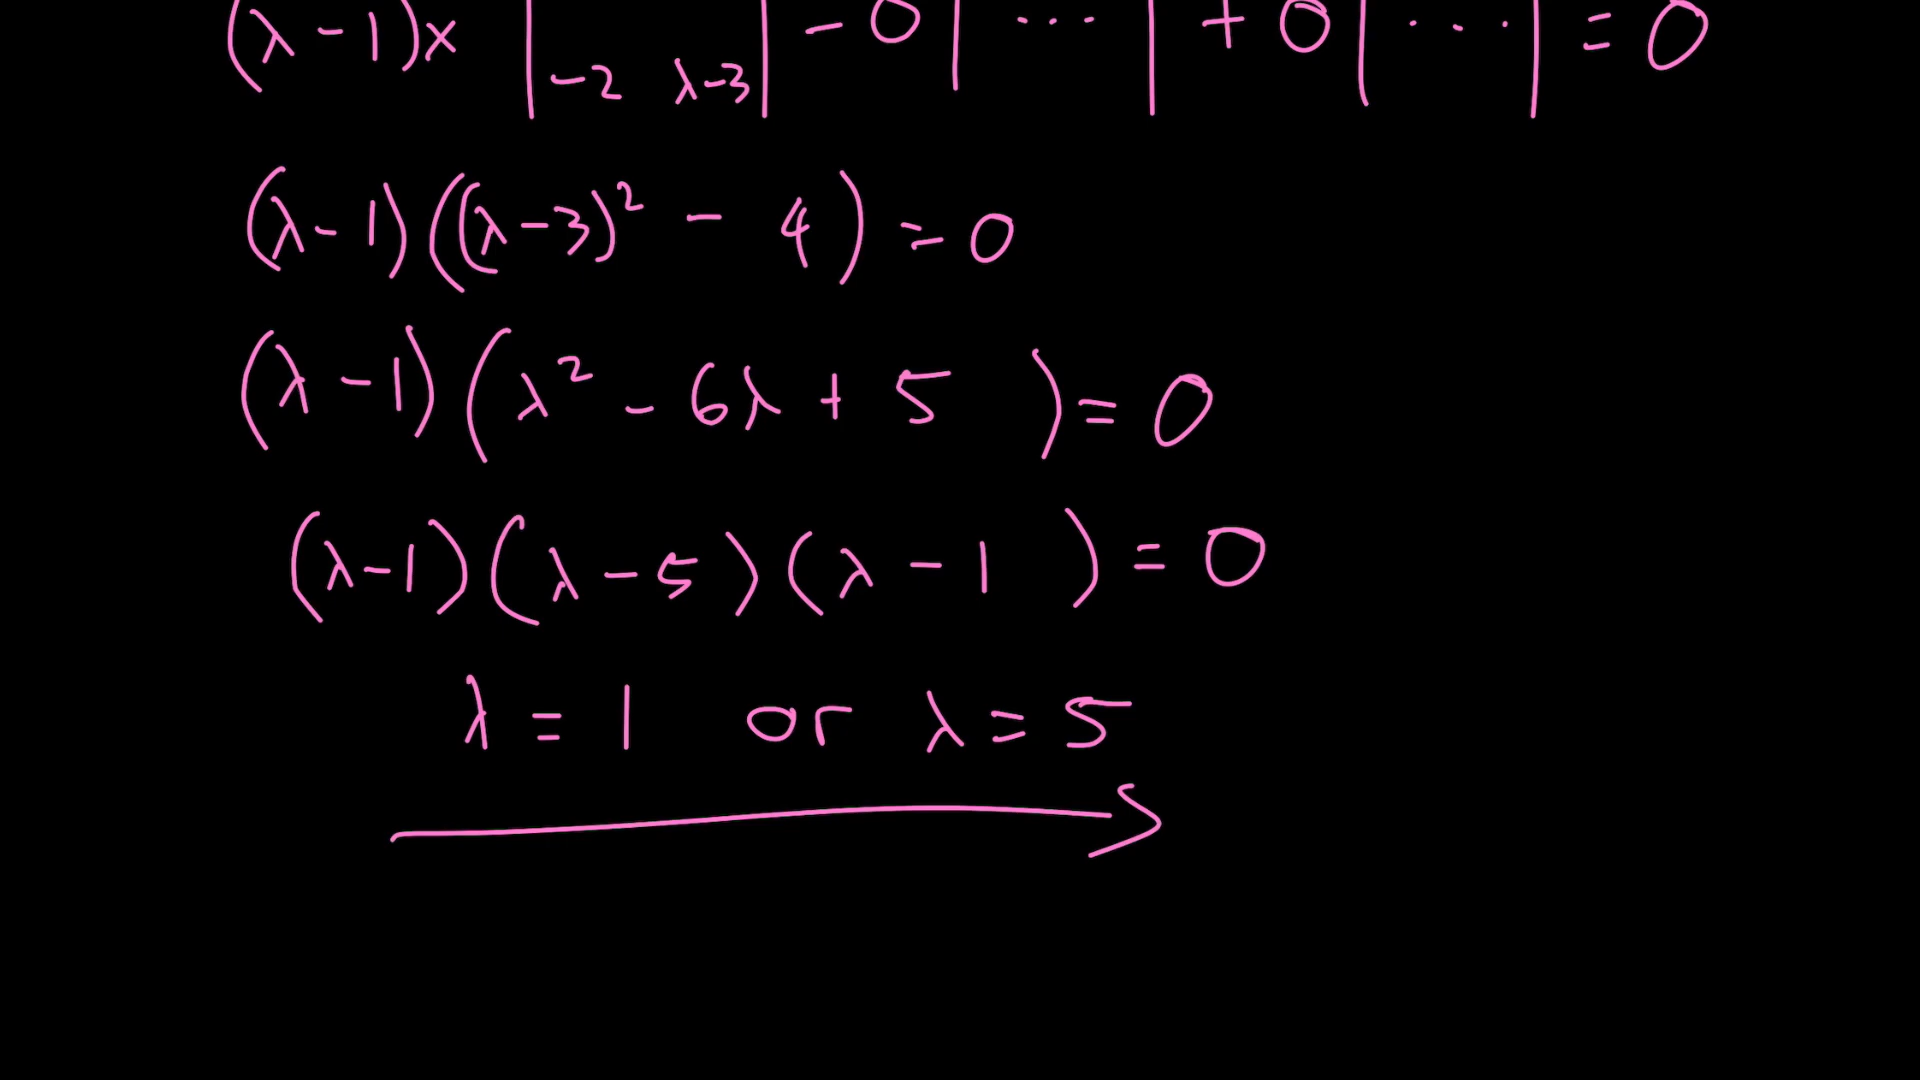 (λ-1)x |-2 λ-3| - 0| ... | + 0| ... | = 0
(λ-1)((λ-3)² - 4) = 0
(λ-1)(λ² - 6λ + 5) = 0
(λ-1)(λ-5)(λ-1) = 0
λ = 1 or λ = 5